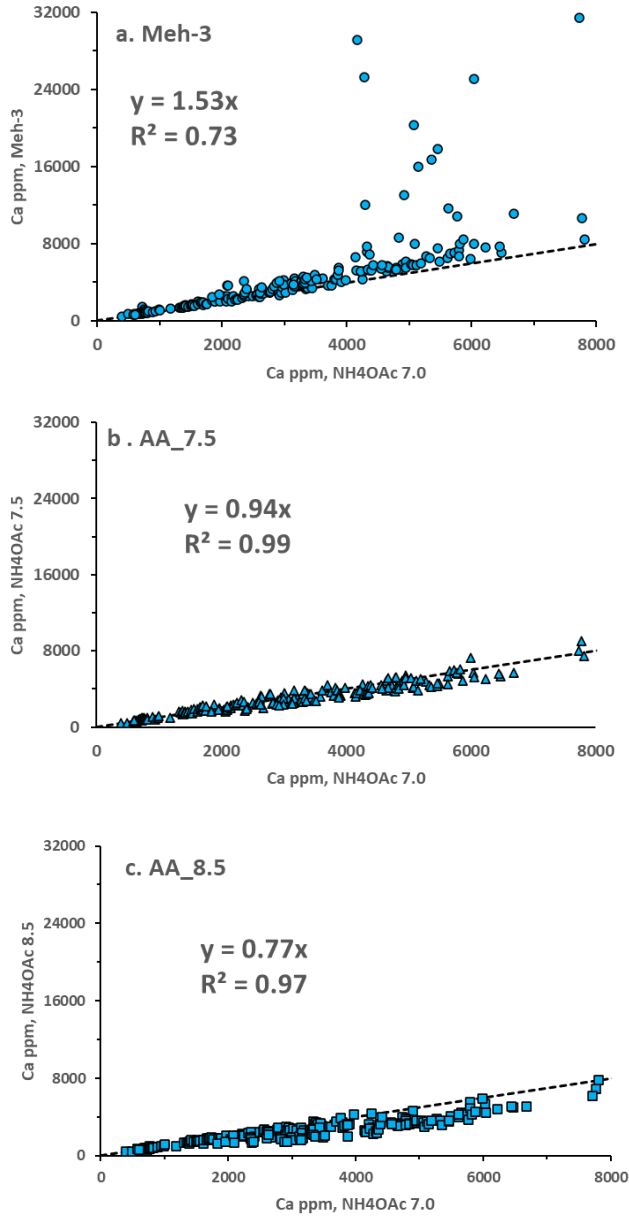 a. Meh-3
y = 1.53x
R² = 0.73
Ca ppm, Meh-3
32000
24000
16000
8000
0
0 2000 4000 6000 8000
Ca ppm, NH4OAc 7.0
b . AA_7.5
y = 0.94x
R² = 0.99
Ca ppm, NH4OAc 7.5
32000
24000
16000
8000
0
0 2000 4000 6000 8000
Ca ppm, NH4OAc 7.0
c. AA_8.5
y = 0.77x
R² = 0.97
Ca ppm, NH4OAc 8.5
32000
24000
16000
8000
0
0 2000 4000 6000 8000
Ca ppm, NH4OAc 7.0